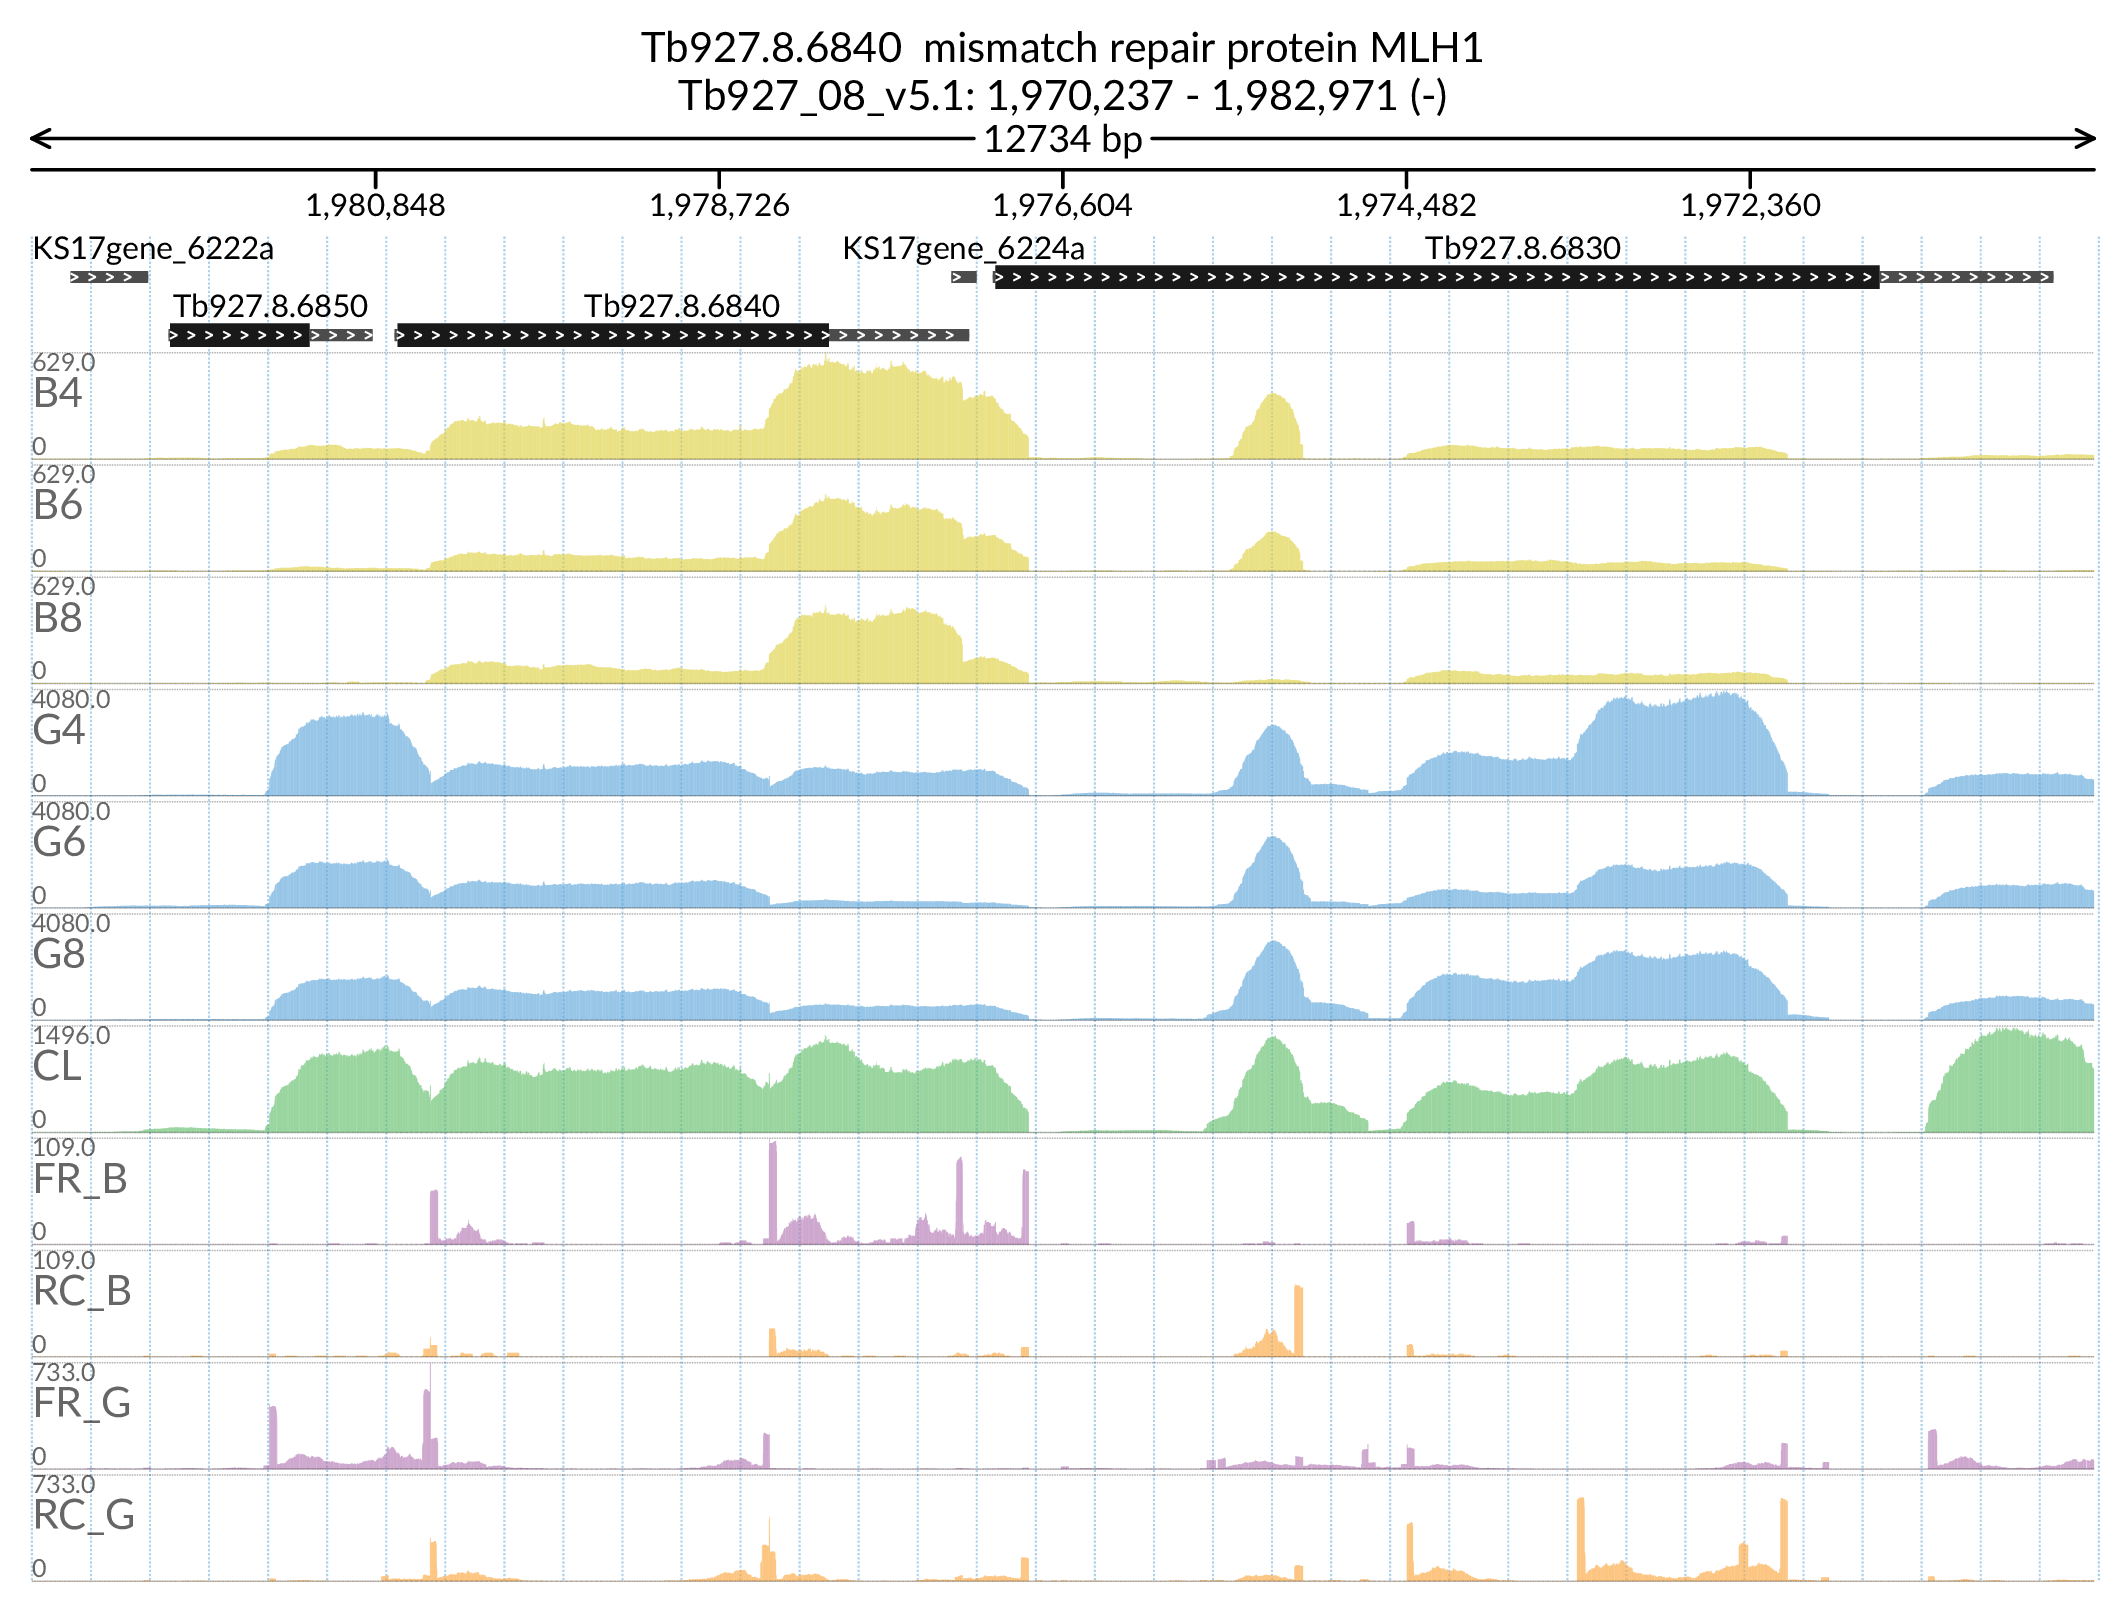 Tb927.8.6840  mismatch repair protein MLH1
Tb927_08_v5.1: 1,970,237 - 1,982,971 (-)
12734 bp
1,980,848 1,978,726 1,976,604 1,974,482 1,972,360
KS17gene_6222a KS17gene_6224a Tb927.8.6830
Tb927.8.6850 Tb927.8.6840
629.0
B4
0
629.0
B6
0
629.0
B8
0
4080.0
G4
0
4080.0
G6
0
4080.0
G8
0
1496.0
CL
0
109.0
FR_B
0
109.0
RC_B
0
733.0
FR_G
0
733.0
RC_G
0